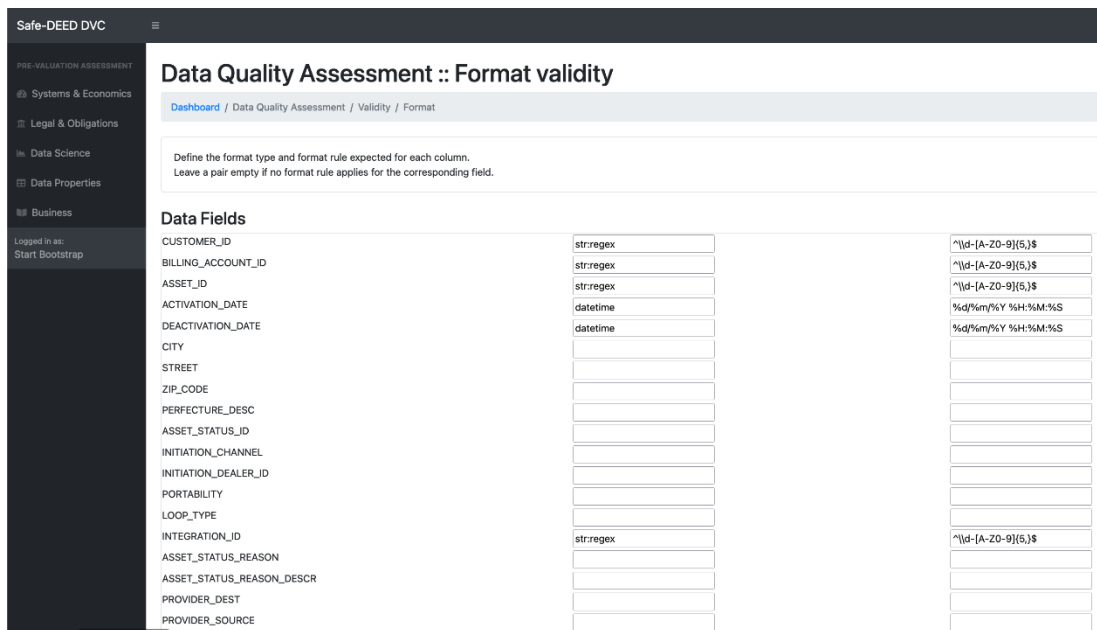 Safe-DEED DVC
PRE-VALUATION ASSESSMENT
Systems & Economics
Legal & Obligations
Data Science
Data Properties
Business
Logged in as:
Start Bootstrap
Data Quality Assessment :: Format validity
Dashboard / Data Quality Assessment / Validity / Format
Define the format type and format rule expected for each column.
Leave a pair empty if no format rule applies for the corresponding field.
Data Fields
CUSTOMER_ID str:regex ^\\d-[A-Z0-9]{5,}$
BILLING_ACCOUNT_ID str:regex ^\\d-[A-Z0-9]{5,}$
ASSET_ID str:regex ^\\d-[A-Z0-9]{5,}$
ACTIVATION_DATE datetime %d/%m/%Y %H:%M:%S
DEACTIVATION_DATE datetime %d/%m/%Y %H:%M:%S
CITY
STREET
ZIP_CODE
PERFECTURE_DESC
ASSET_STATUS_ID
INITIATION_CHANNEL
INITIATION_DEALER_ID
PORTABILITY
LOOP_TYPE
INTEGRATION_ID str:regex ^\\d-[A-Z0-9]{5,}$
ASSET_STATUS_REASON
ASSET_STATUS_REASON_DESCR
PROVIDER_DEST
PROVIDER_SOURCE